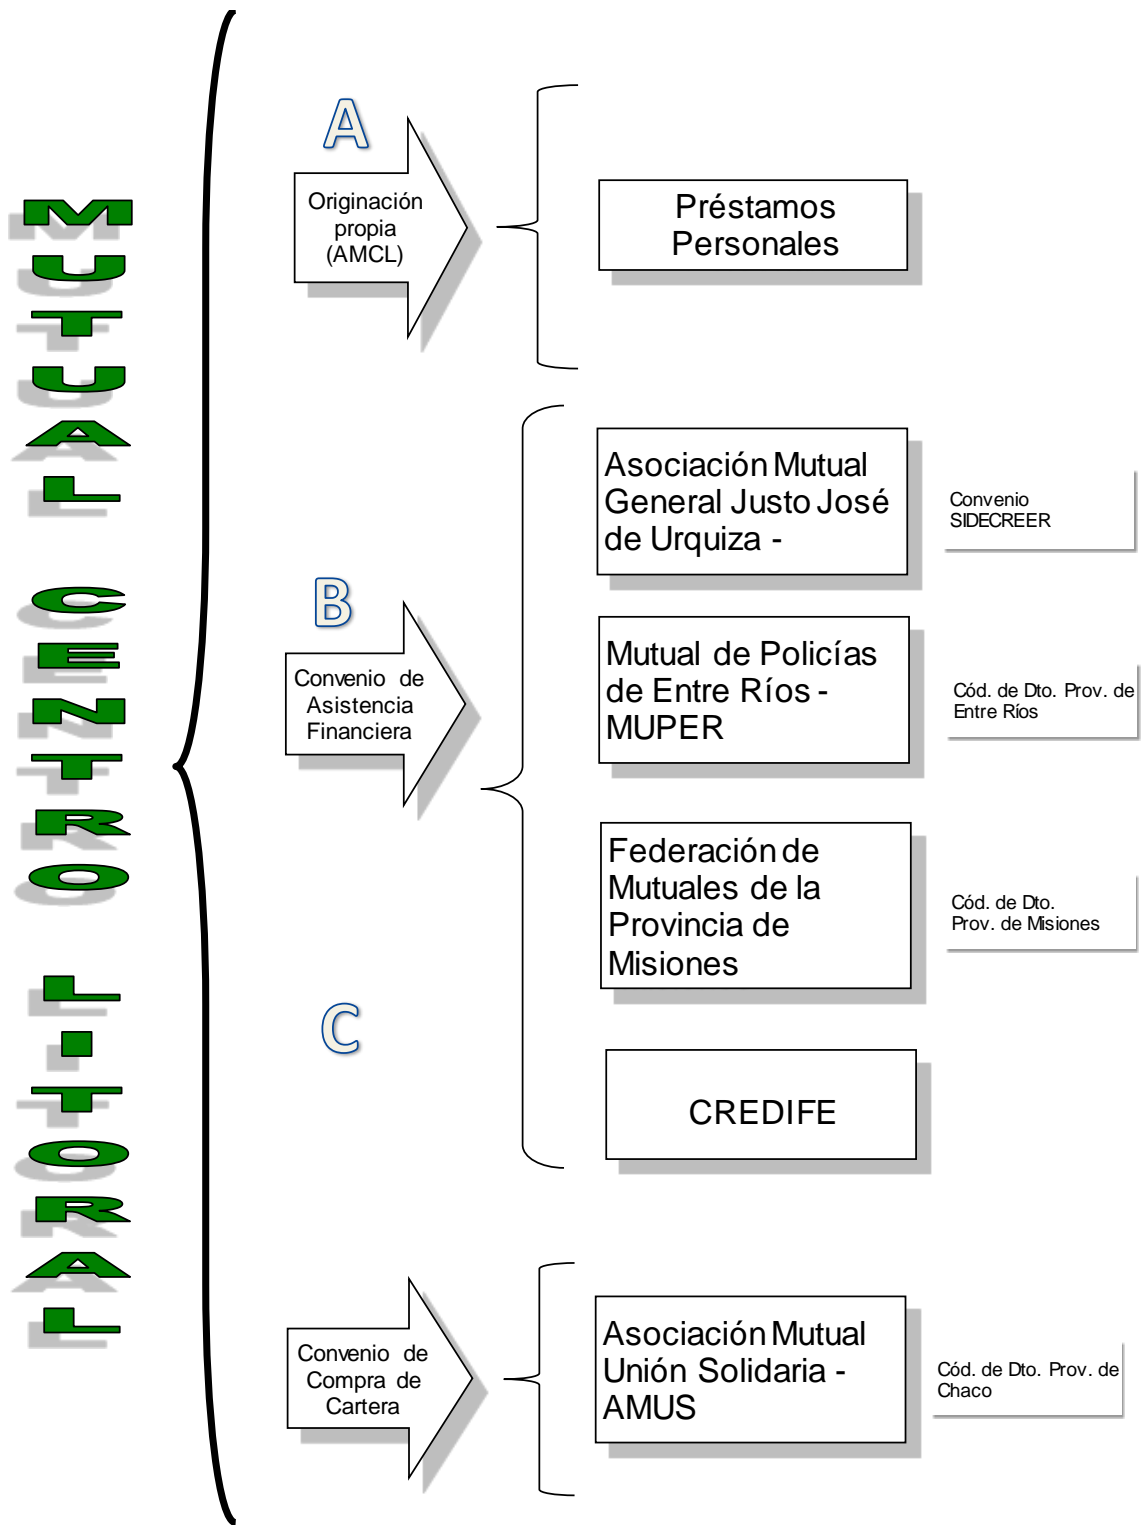 MUTUAL CENTRO LITORAL
A
Originación
propia
(AMCL)
Préstamos
Personales
B
Convenio de
Asistencia
Financiera
Asociación Mutual
General Justo José
de Urquiza -
Convenio
SIDECREER
Mutual de Policías
de Entre Ríos -
MUPER
Cód. de Dto. Prov. de
Entre Ríos
Federación de
Mutuales de la
Provincia de
Misiones
Cód. de Dto.
Prov. de Misiones
CREDIFE
C
Convenio de
Compra de
Cartera
Asociación Mutual
Unión Solidaria -
AMUS
Cód. de Dto. Prov. de
Chaco